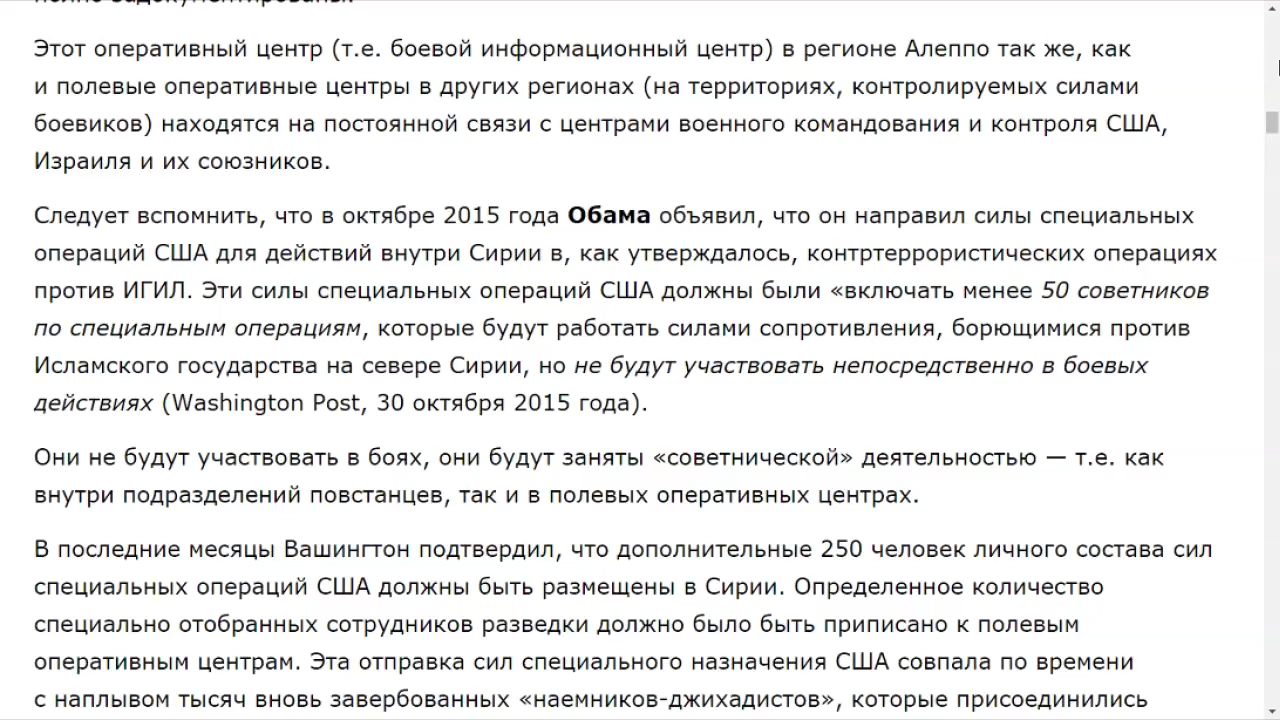 Этот оперативный центр (т.е. боевой информационный центр) в регионе Алеппо так же, как
и полевые оперативные центры в других регионах (на территориях, контролируемых силами
боевиков) находятся на постоянной связи с центрами военного командования и контроля США,
Израиля и их союзников.
Следует вспомнить, что в октябре 2015 года Обама объявил, что он направил силы специальных
операций США для действий внутри Сирии в, как утверждалось, контртеррористических операциях
против ИГИЛ. Эти силы специальных операций США должны были «включать менее 50 советников
по специальным операциям, которые будут работать силами сопротивления, борющимися против
Исламского государства на севере Сирии, но не будут участвовать непосредственно в боевых
действиях (Washington Post, 30 октября 2015 года).
Они не будут участвовать в боях, они будут заняты «советнической» деятельностью — т.е. как
внутри подразделений повстанцев, так и в полевых оперативных центрах.
В последние месяцы Вашингтон подтвердил, что дополнительные 250 человек личного состава сил
специальных операций США должны быть размещены в Сирии. Определенное количество
специально отобранных сотрудников разведки должно было быть приписано к полевым
оперативным центрам. Эта отправка сил специального назначения США совпала по времени
с наплывом тысяч вновь завербованных «наемников-джихадистов», которые присоединились